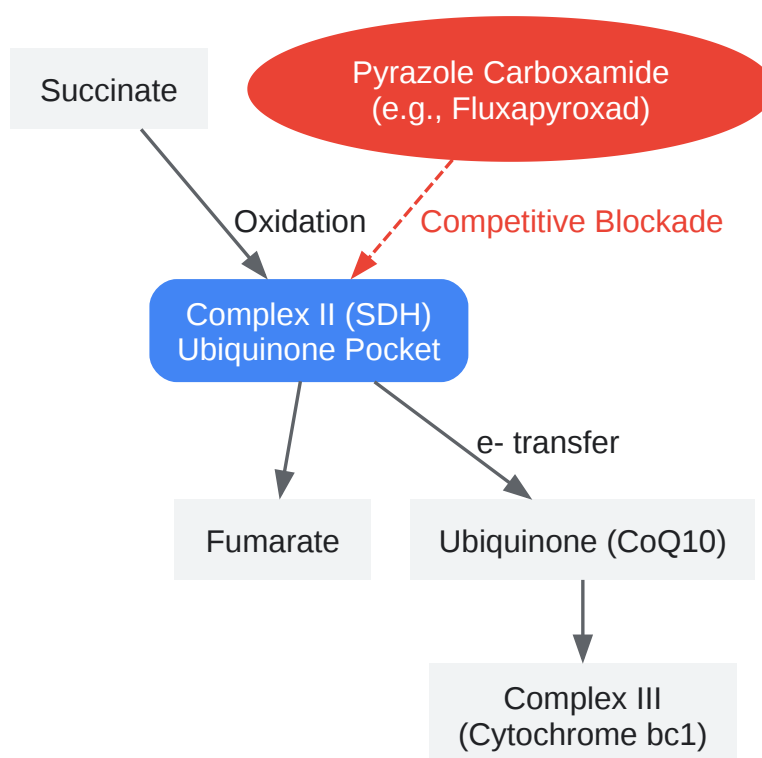 Succinate
Pyrazole Carboxamide
(e.g., Fluxapyroxad)
Oxidation
Competitive Blockade
Complex II (SDH)
Ubiquinone Pocket
e- transfer
Fumarate
Ubiquinone (CoQ10)
Complex III
(Cytochrome bc1)